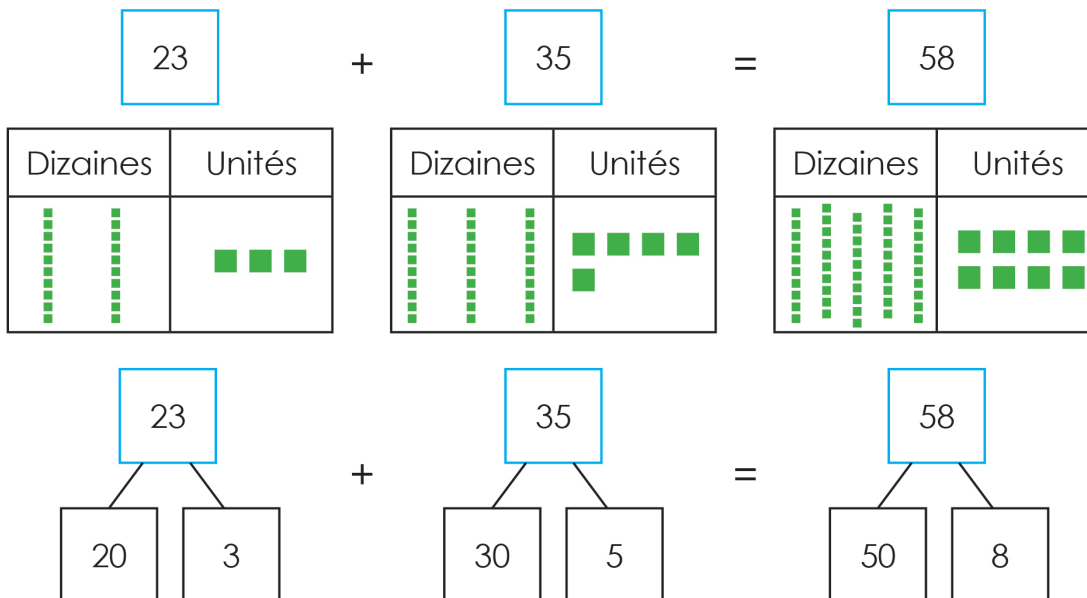 23 + 35 = 58
Dizaines Unités Dizaines Unités Dizaines Unités
23 + 35 = 58
20 3 30 5 50 8